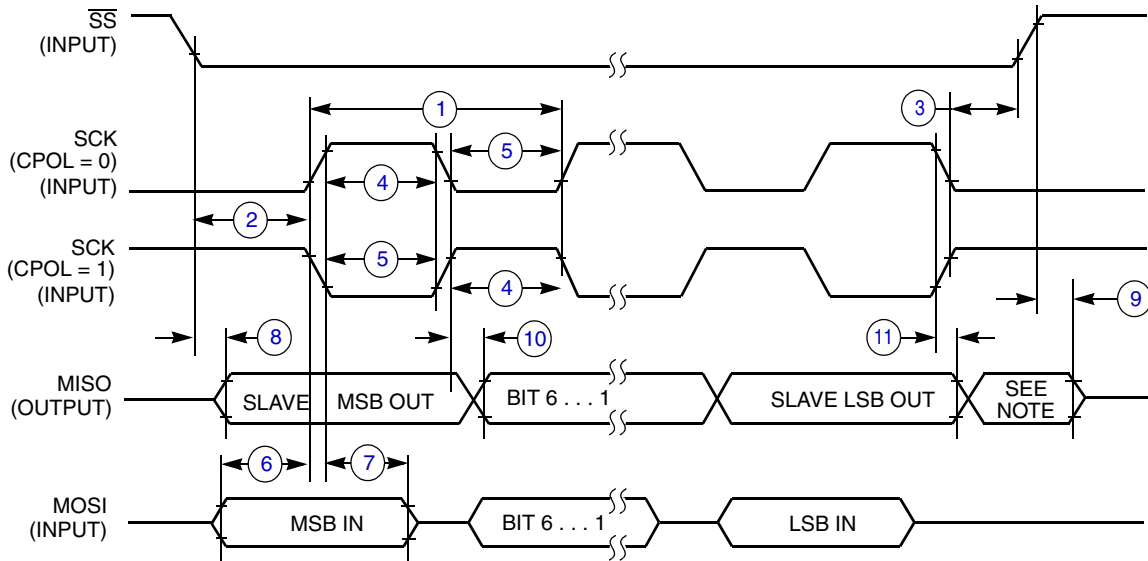 SS
(INPUT)
1
3
SCK
(CPOL = 0)
(INPUT)
5
4
2
SCK
(CPOL = 1)
(INPUT)
5
4
9
8
10
11
MISO
(OUTPUT)
SLAVE
MSB OUT
BIT 6 . . . 1
SLAVE LSB OUT
SEE
NOTE
6
7
MOSI
(INPUT)
MSB IN
BIT 6 . . . 1
LSB IN